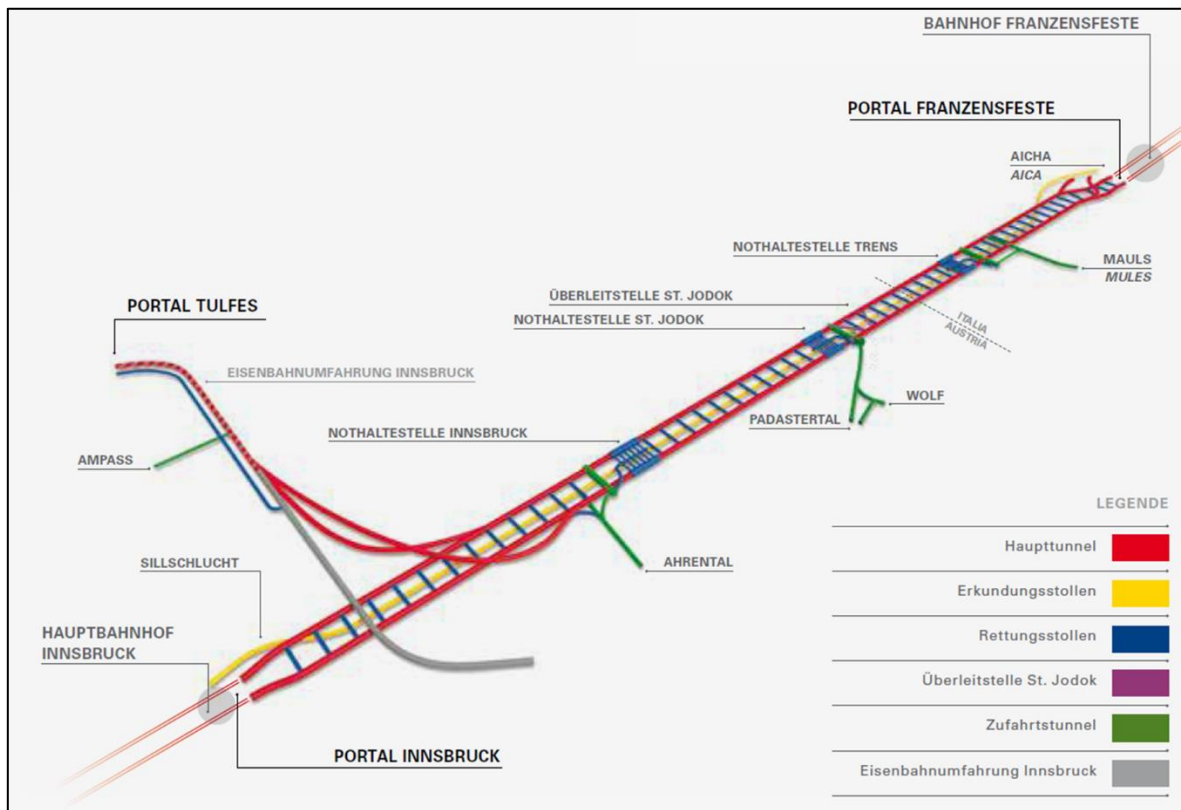 BAHNHOF FRANZENSFESTE
PORTAL FRANZENSFESTE
AICHA
AICA
NOTHALTESTELLE TRENS
MAULS
MULES
ÜBERLEITSTELLE ST. JODOK
NOTHALTESTELLE ST. JODOK
ITALIA
AUSTRIA
PORTAL TULFES
EISENBAHNUMFAHRUNG INNSBRUCK
WOLF
PADASTERTAL
NOTHALTESTELLE INNSBRUCK
AMPASS
AHRENTAL
SILLSCHLUCHT
HAUPTBAHNHOF
INNSBRUCK
PORTAL INNSBRUCK
LEGENDE
Haupttunnel
Erkundungsstollen
Rettungsstollen
Überleitstelle St. Jodok
Zufahrtstunnel
Eisenbahnumfahrung Innsbruck